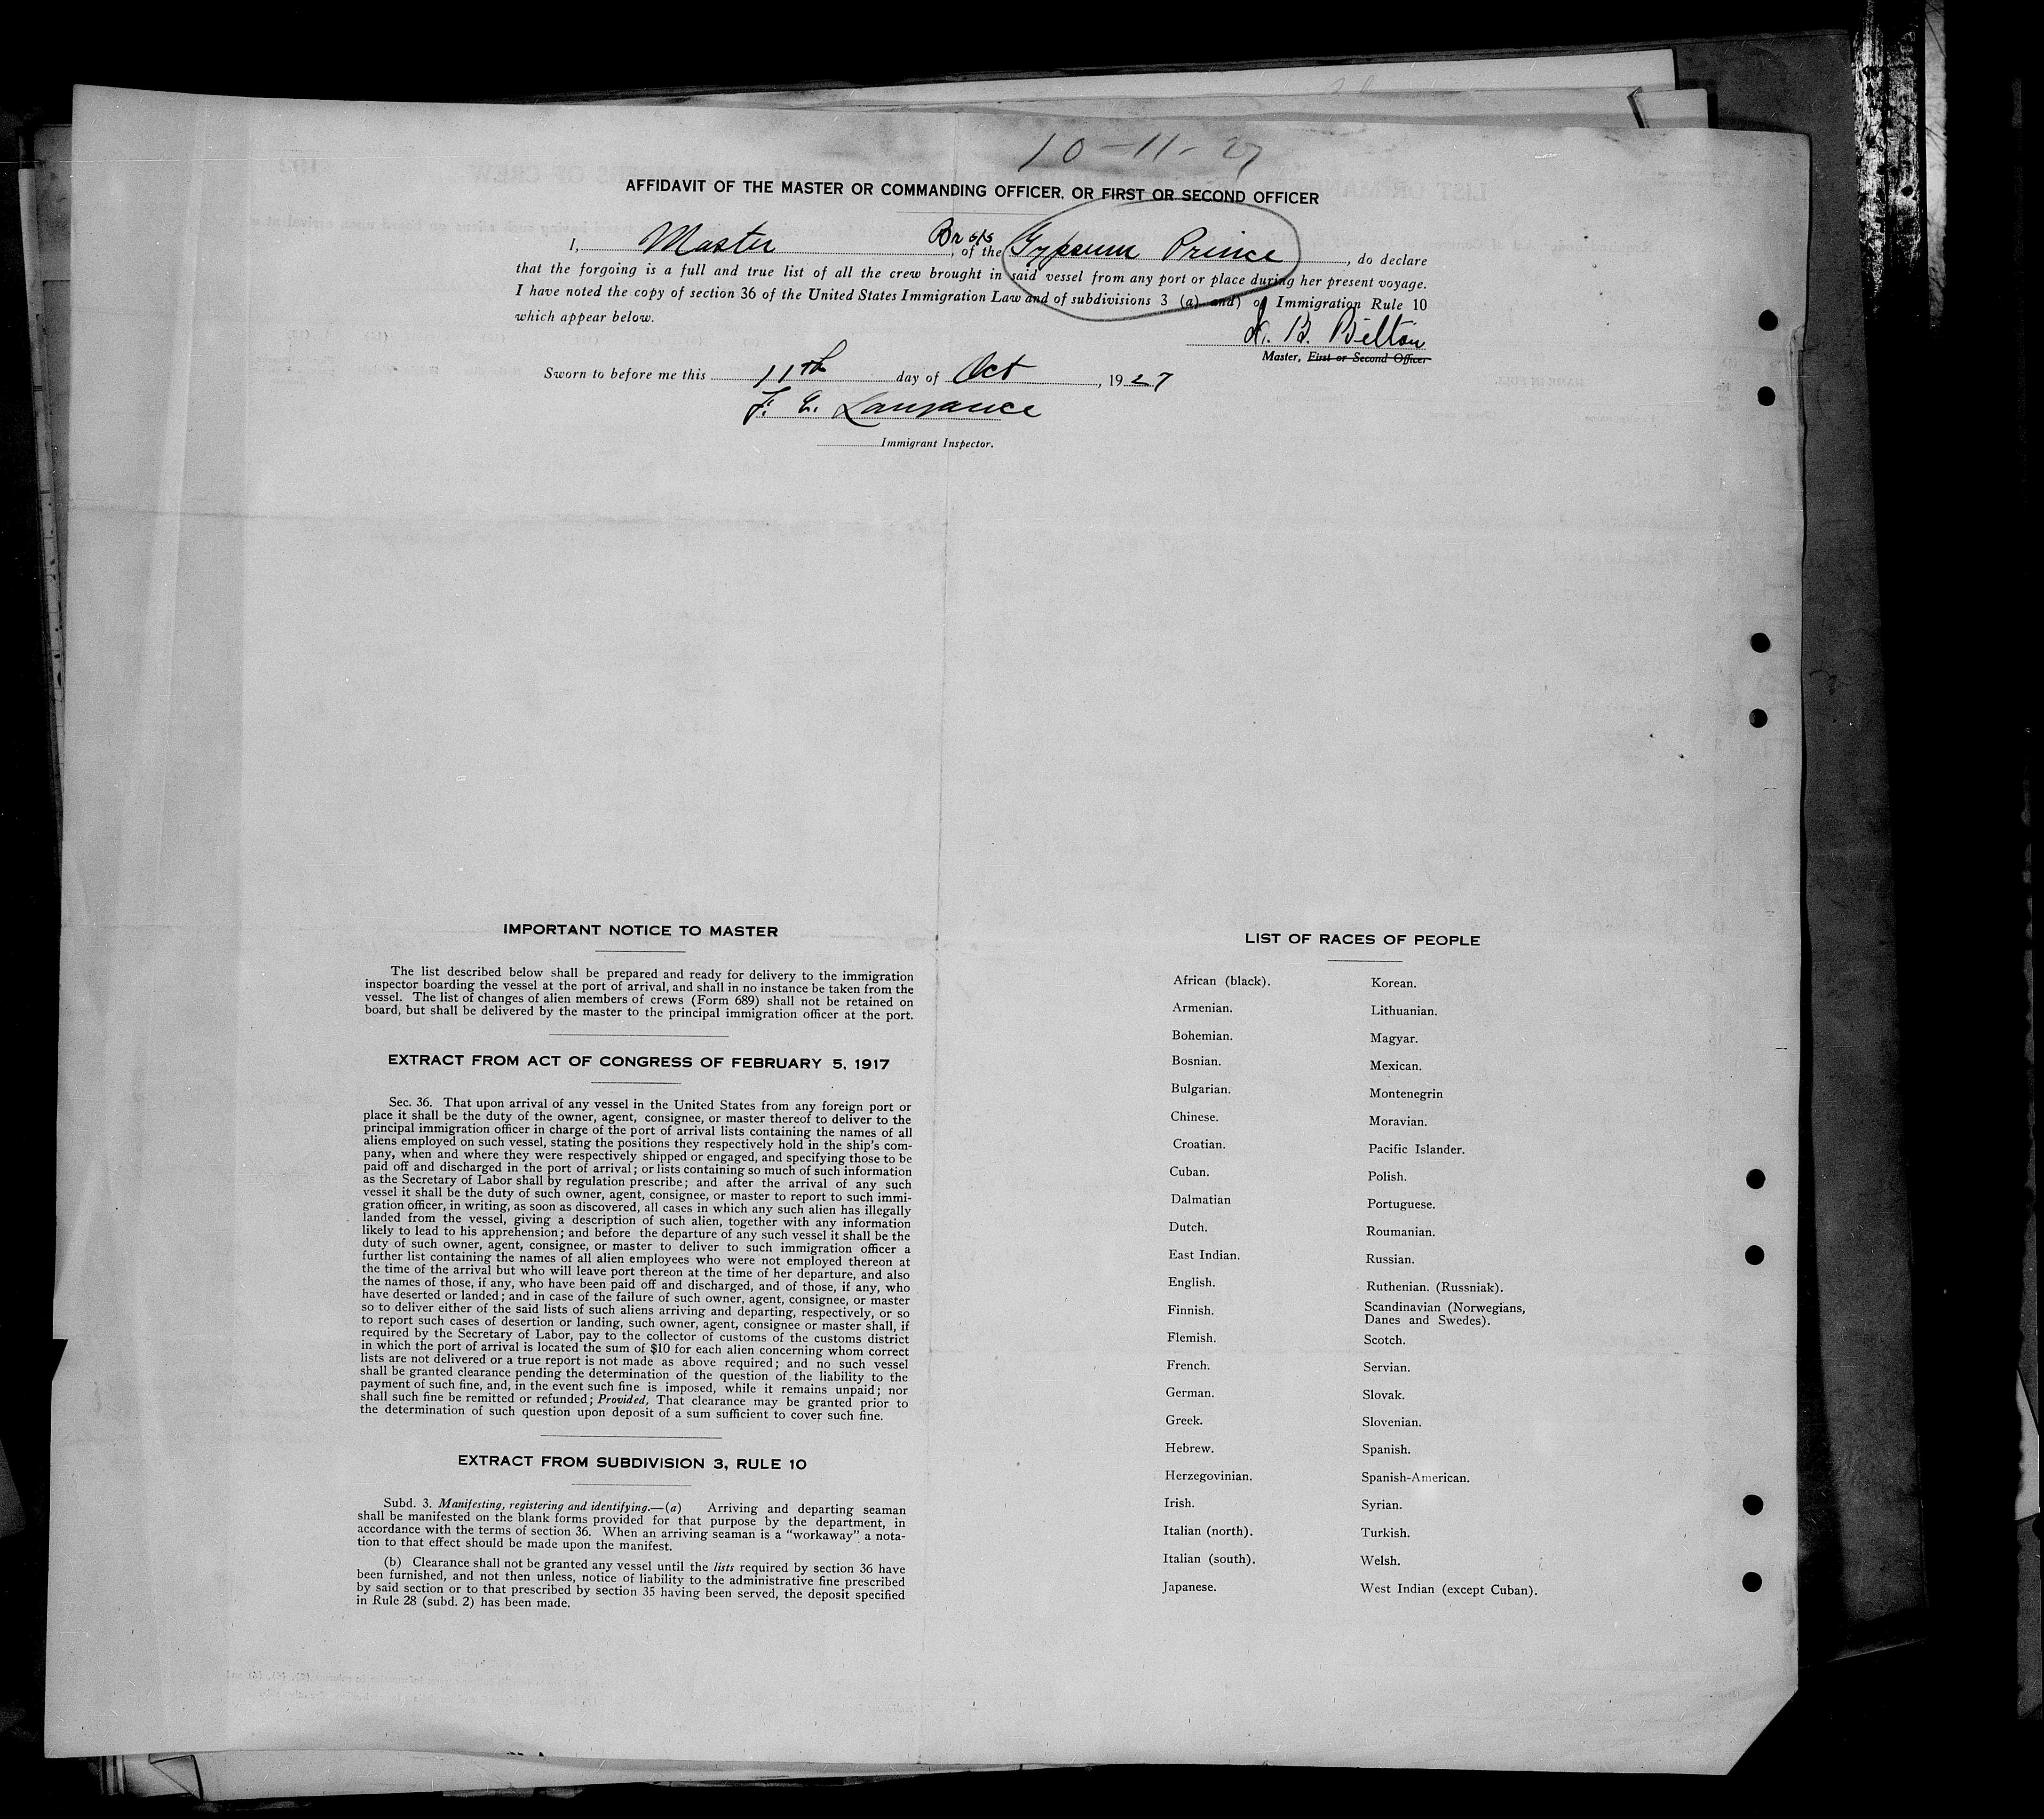 10-11-27
AFFIDAVIT OF THE MASTER OR COMMANDING OFFICER, OR FIRST OR SECOND OFFICER
I, Master, of the Br s/s Gypsum Prince, do declare
that the forgoing is a full and true list of all the crew brought in said vessel from any port or place during her present voyage.
I have noted the copy of section 36 of the United States Immigration Law and of subdivisions 3 (a) and) of Immigration Rule 10
which appear below.
B. Belton
Master, First or Second Officer
Sworn to before me this 11th day of Oct, 1927
F. E.
Immigrant Inspector.
IMPORTANT NOTICE TO MASTER
The list described below shall be prepared and ready for delivery to the immigration
inspector boarding the vessel at the port of arrival, and shall in no instance be taken from the
vessel. The list of changes of alien members of crews (Form 689) shall not be retained on
board, but shall be delivered by the master to the principal immigration officer at the port.
EXTRACT FROM ACT OF CONGRESS OF FEBRUARY 5, 1917
Sec. 36. That upon arrival of any vessel in the United States from any foreign port or
place it shall be the duty of the owner, agent, consignee, or master thereof to deliver to the
principal immigration officer in charge of the port of arrival lists containing the names of all
aliens employed on such vessel, stating the positions they respectively hold in the ship's com-
pany, when and where they were respectively shipped or engaged, and specifying those to be
paid off and discharged in the port of arrival; or lists containing so much of such information
as the Secretary of Labor shall by regulation prescribe; and after the arrival of any such
vessel it shall be the duty of such owner, agent, consignee, or master to report to such immi-
gration officer, in writing, as soon as discovered, all cases in which any such alien has illegally
landed from the vessel, giving a description of such alien, together with any information
likely to lead to his apprehension; and before the departure of any such vessel it shall be the
duty of such owner, agent, consignee, or master to deliver to such immigration officer a
further list containing the names of all alien employees who were not employed thereon at
the time of the arrival but who will leave port thereon at the time of her departure, and also
the names of those, if any, who have been paid off and discharged, and of those, if any, who
have deserted or landed; and in case of the failure of such owner, agent, consignee, or master
so to deliver either of the said lists of such aliens arriving and departing, respectively, or so
to report such cases of desertion or landing, such owner, agent, consignee or master shall, if
required by the Secretary of Labor, pay to the collector of customs of the customs district
in which the port of arrival is located the sum of $10 for each alien concerning whom correct
lists are not delivered or a true report is not made as above required; and no such vessel
shall be granted clearance pending the determination of the question of the liability to the
payment of such fine, and, in the event such fine is imposed, while it remains unpaid; nor
shall such fine be remitted or refunded; Provided, That clearance may be granted prior to
the determination of such question upon deposit of a sum sufficient to cover such fine.
EXTRACT FROM SUBDIVISION 3, RULE 10
Subd. 3. Manifesting, registering and identifying.—(a) Arriving and departing seaman
shall be manifested on the blank forms provided for that purpose by the department, in
accordance with the terms of section 36. When an arriving seaman is a "workaway" a nota-
tion to that effect should be made upon the manifest.
(b) Clearance shall not be granted any vessel until the lists required by section 36 have
been furnished, and not then unless, notice of liability to the administrative fine prescribed
by said section or to that prescribed by section 35 having been served, the deposit specified
in Rule 28 (subd. 2) has been made.
LIST OF RACES OF PEOPLE
African (black).
Armenian.
Bohemian.
Bosnian.
Bulgarian.
Chinese.
Croatian.
Cuban.
Dalmatian
Dutch.
East Indian.
English.
Finnish.
Flemish.
French.
German.
Greek.
Hebrew.
Herzegovinian.
Irish.
Italian (north).
Italian (south).
Japanese.
Korean.
Lithuanian.
Magyar.
Mexican.
Montenegrin
Moravian.
Pacific Islander.
Polish.
Portuguese.
Roumanian.
Russian.
Ruthenian. (Russniak).
Scandinavian (Norwegians,
Danes and Swedes).
Scotch.
Servian.
Slovak.
Slovenian.
Spanish.
Spanish-American.
Syrian.
Turkish.
Welsh.
West Indian (except Cuban).